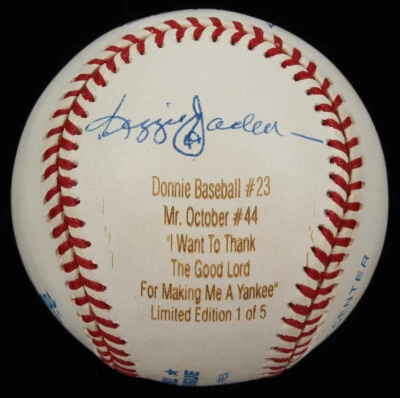 Reggie Jackson
Donnie Baseball #23
Mr. October #44
"I Want To Thank
The Good Lord
For Making Me A Yankee"
Limited Edition 1 of 5
CENTER